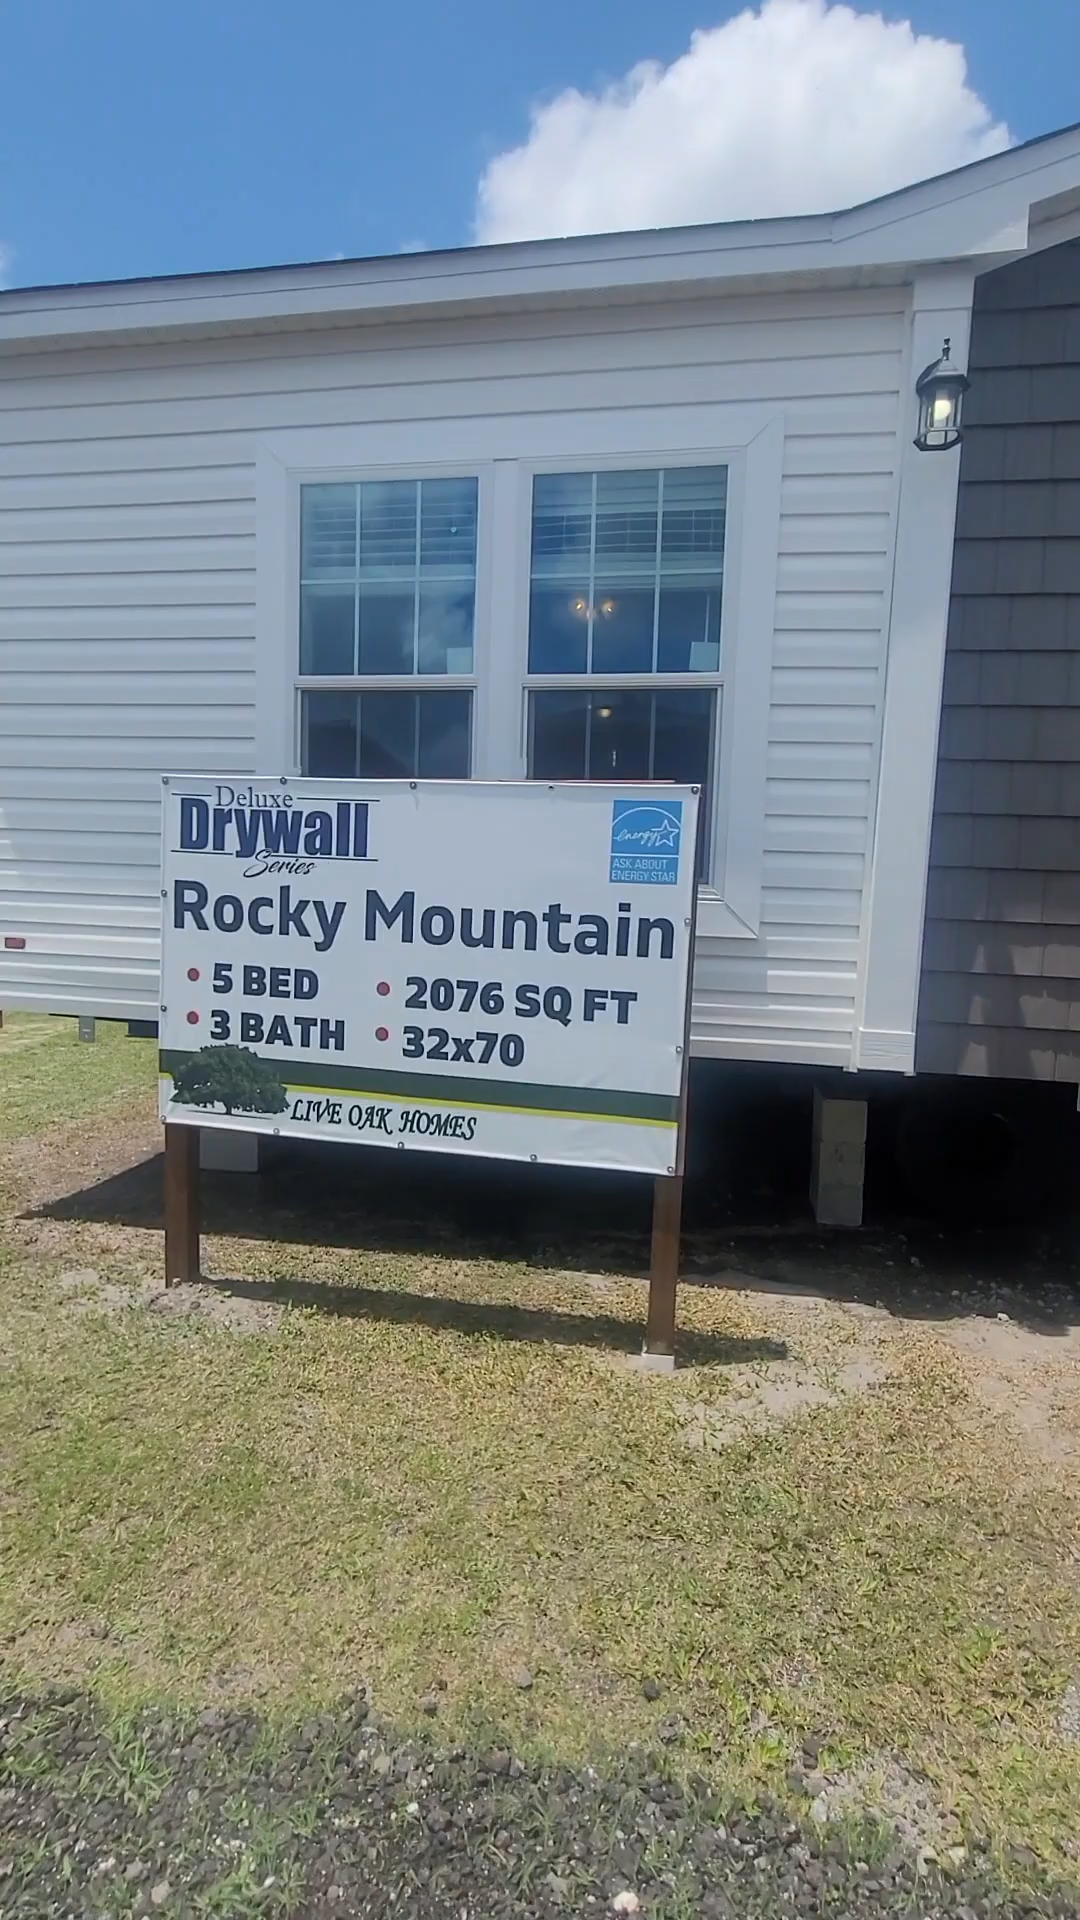 Deluxe
Drywall
Series
energy
ASK ABOUT
ENERGY STAR
Rocky Mountain
• 5 BED
• 2076 SQ FT
• 3 BATH
• 32x70
LIVE OAK HOMES